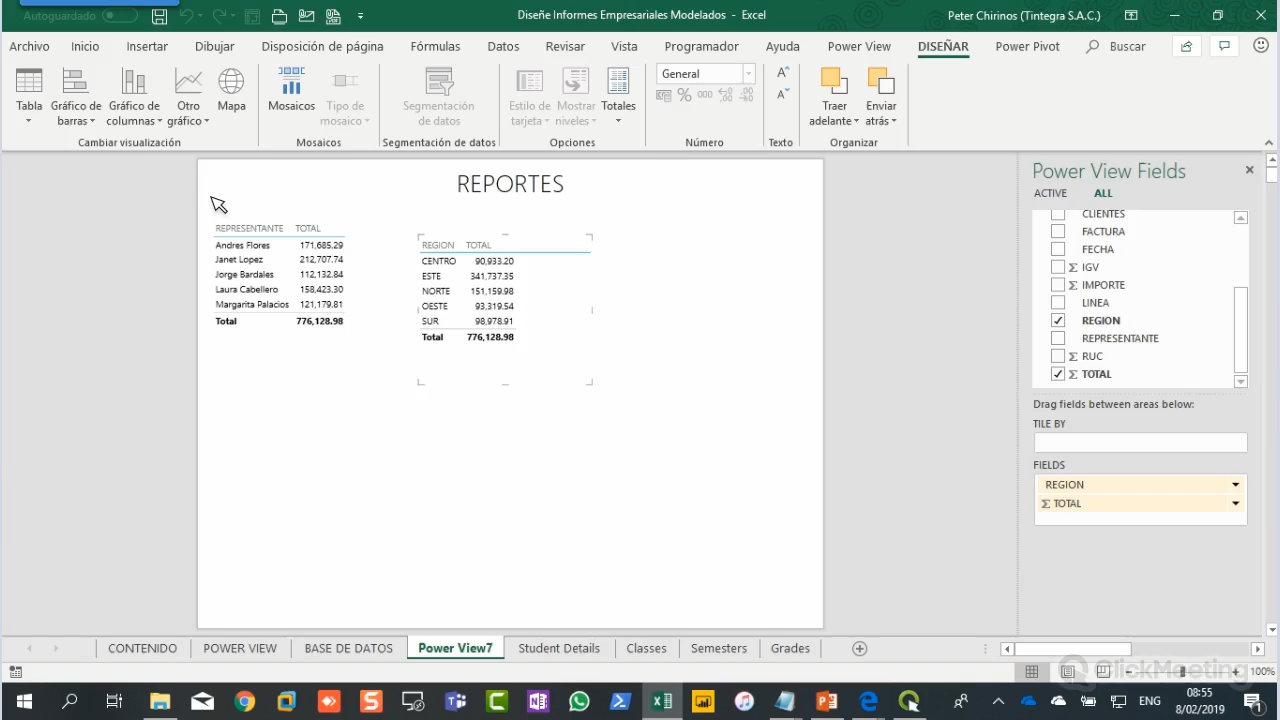 Autoguardado
Diseñe Informes Empresariales Modelados - Excel
Peter Chirinos (Tintegra S.A.C.)
Archivo Inicio Insertar Dibujar Disposición de página Fórmulas Datos Revisar Vista Programador Ayuda Power View DISEÑAR Power Pivot Buscar
Tabla
Gráfico de barras
Gráfico de columnas
Otro gráfico
Mapa
Mosaicos
Tipo de mosaico
Segmentación de datos
Estilo de tarjeta
Mostrar niveles
Totales
General
% 000
Traer adelante
Enviar atrás
Cambiar visualización
Mosaicos
Segmentación de datos
Opciones
Número
Texto
Organizar
REPORTES
REPRESENTANTE TOTAL
Andres Flores 171,685.29
Janet Lopez 212,707.74
Jorge Bardales 112,132.84
Laura Cabellero 158,423.30
Margarita Palacios 121,179.81
Total 776,128.98
REGION TOTAL
CENTRO 90,933.20
ESTE 341,737.35
NORTE 151,159.98
OESTE 93,319.54
SUR 98,978.91
Total 776,128.98
Power View Fields
ACTIVE ALL
CLIENTES
FACTURA
FECHA
Σ IGV
Σ IMPORTE
LINEA
REGION
REPRESENTANTE
Σ RUC
Σ TOTAL
Drag fields between areas below:
TILE BY
FIELDS
REGION
Σ TOTAL
CONTENIDO POWER VIEW BASE DE DATOS Power View7 Student Details Classes Semesters Grades
ClickMeeting
100%
ENG
08:55
8/02/2019
1